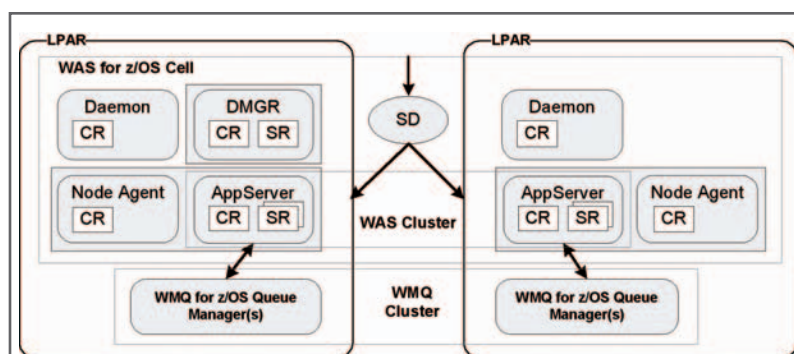 LPAR
LPAR
WAS for z/OS Cell
Daemon
CR
DMGR
CR SR
SD
Daemon
CR
Node Agent
CR
AppServer
CR SR
WAS Cluster
AppServer
CR SR
Node Agent
CR
WMQ for z/OS Queue
Manager(s)
WMQ
Cluster
WMQ for z/OS Queue
Manager(s)